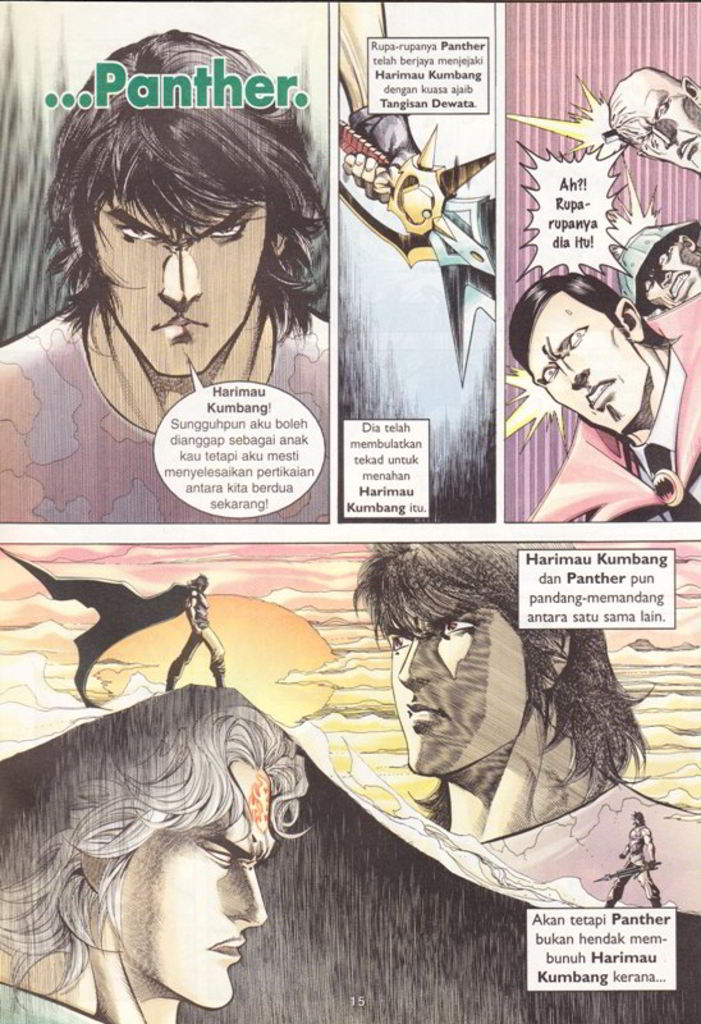 ...Panther.
Harimau
Kumbang!
Sungguhpun aku boleh
dianggap sebagai anak
kau tetapi aku mesti
menyelesaikan pertikaian
antara kita berdua
sekarang!
Rupa-rupanya Panther
telah berjaya menjejaki
Harimau Kumbang
dengan kuasa ajaib
Tangisan Dewata.
Dia telah
membulatkan
tekad untuk
menahan
Harimau
Kumbang itu.
Ah?!
Rupa-
rupanya
dia itu!
Harimau Kumbang
dan Panther pun
pandang-memandang
antara satu sama lain.
Akan tetapi Panther
bukan hendak mem-
bunuh Harimau
Kumbang kerana...
15